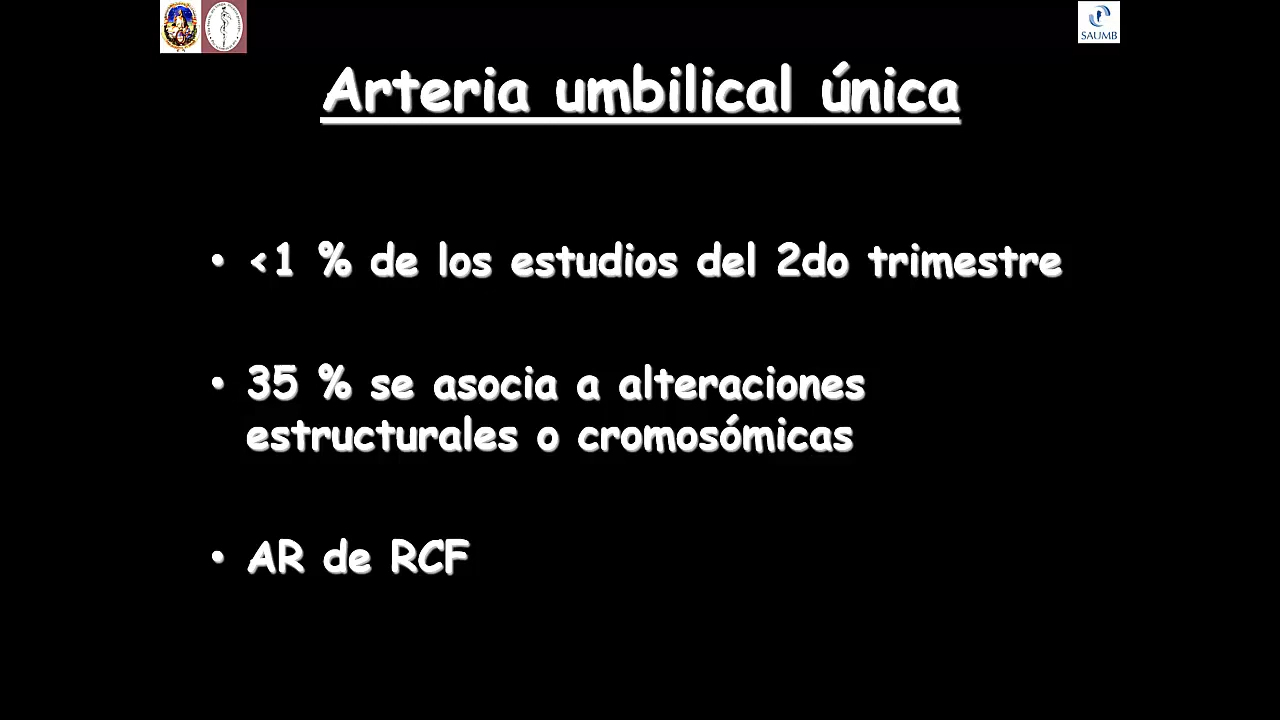 SAUMB
Arteria umbilical única
• <1 % de los estudios del 2do trimestre
• 35 % se asocia a alteraciones
estructurales o cromosómicas
• AR de RCF